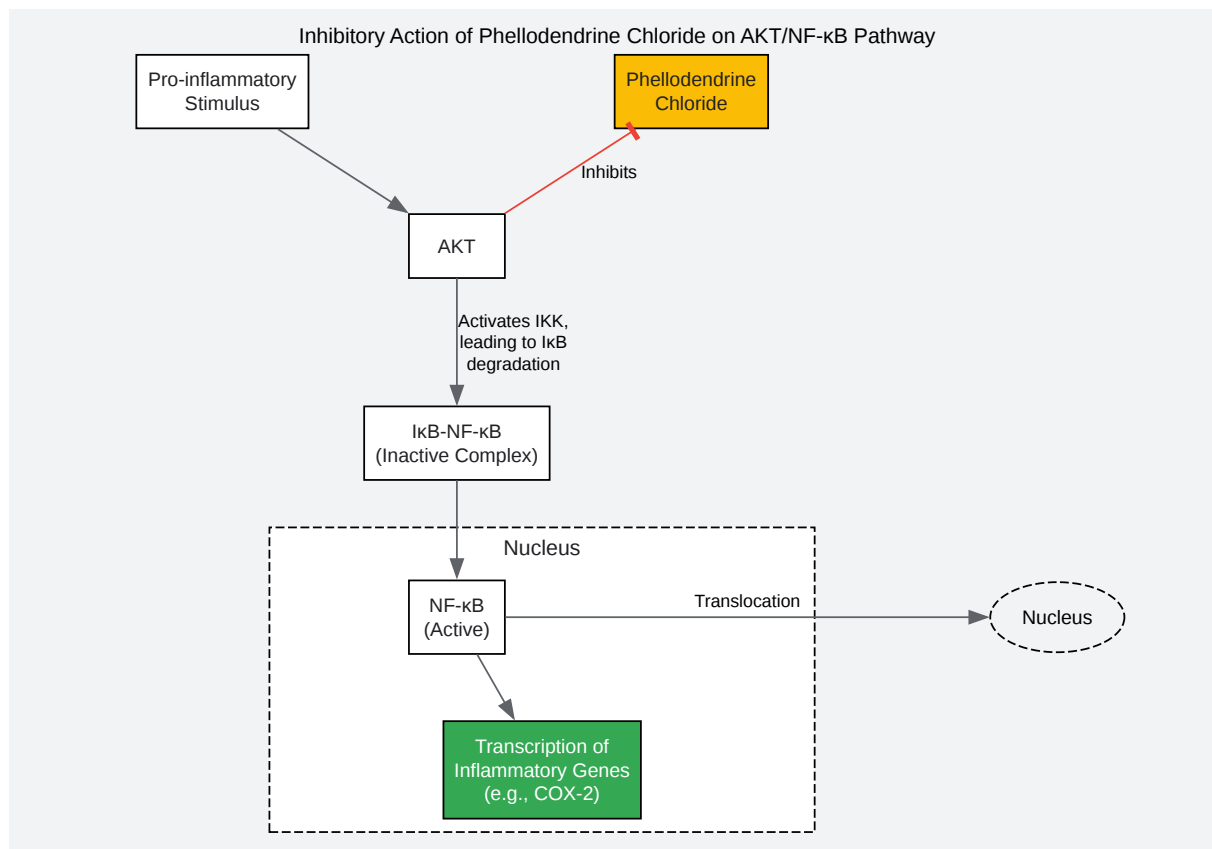 Inhibitory Action of Phellodendrine Chloride on AKT/NF-κB Pathway
Pro-inflammatory
Stimulus
Phellodendrine
Chloride
Inhibits
AKT
Activates IKK,
leading to IκB
degradation
IκB-NF-κB
(Inactive Complex)
Nucleus
NF-κB
(Active)
Translocation
Nucleus
Transcription of
Inflammatory Genes
(e.g., COX-2)